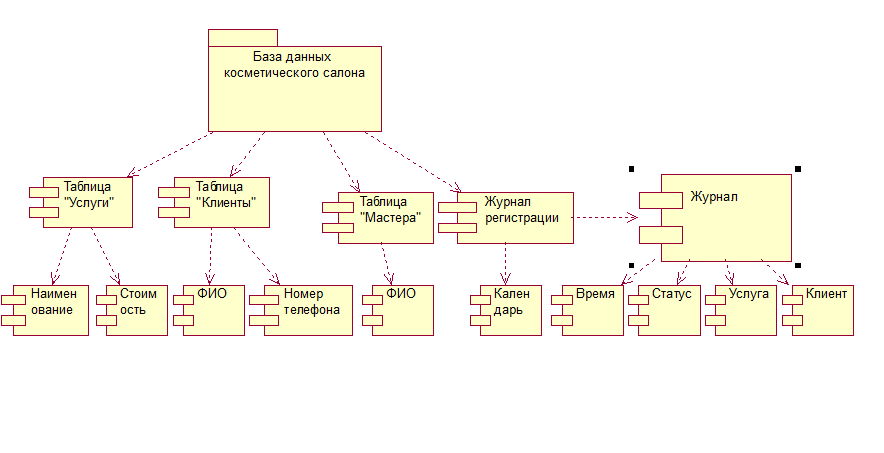 База данных
косметического салона
Таблица
"Услуги"
Таблица
"Клиенты"
Таблица
"Мастера"
Журнал
регистрации
Журнал
Наимен
ование
Стоим
ость
ФИО
Номер
телефона
ФИО
Кален
дарь
Время
Статус
Услуга
Клиент